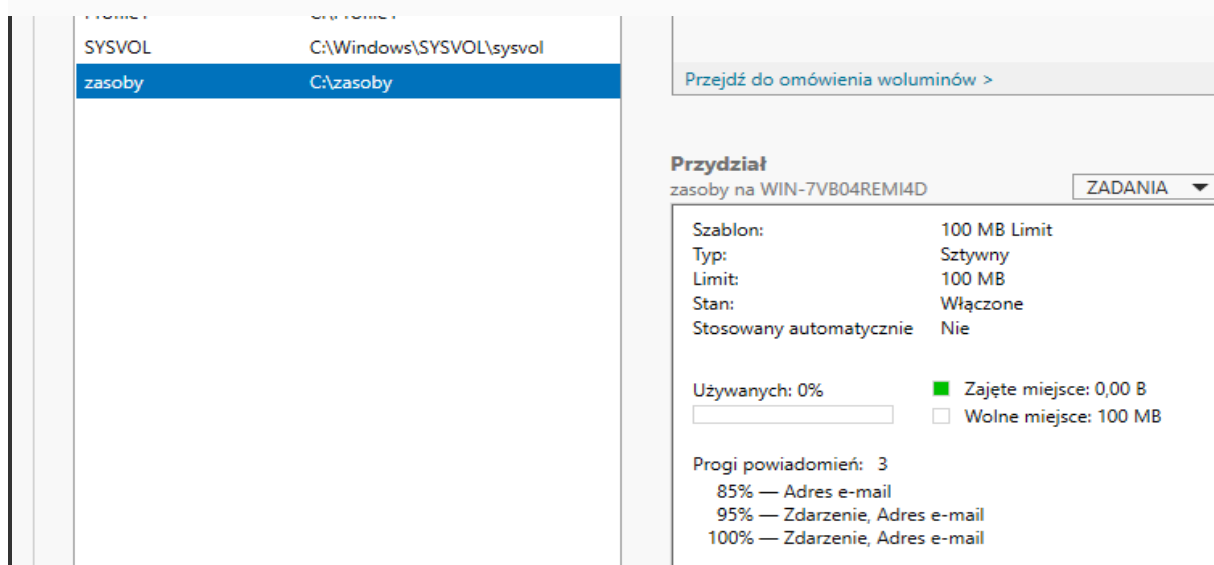 SYSVOL C:\Windows\SYSVOL\sysvol
zasoby C:\zasoby
Przejdź do omówienia woluminów >
Przydział
zasoby na WIN-7VB04REMI4D
ZADANIA
Szablon: 100 MB Limit
Typ: Sztywny
Limit: 100 MB
Stan: Włączone
Stosowany automatycznie Nie
Używanych: 0%
Zajęte miejsce: 0,00 B
Wolne miejsce: 100 MB
Progi powiadomień: 3
85% — Adres e-mail
95% — Zdarzenie, Adres e-mail
100% — Zdarzenie, Adres e-mail